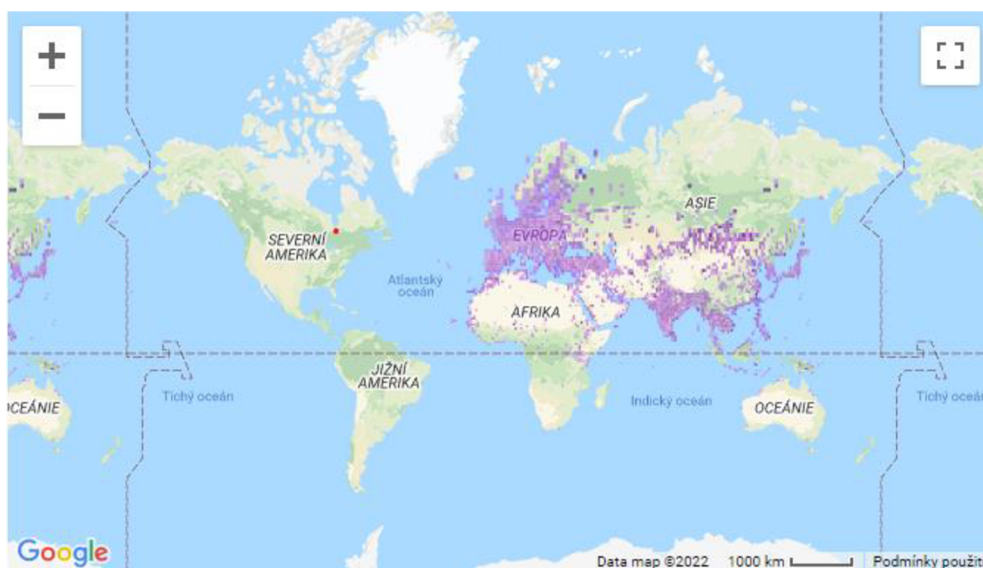 ASIE
EVROPA
SEVERNÍ
AMERIKA
Atlantský
oceán
AFRIKA
JIŽNÍ
AMERIKA
OCEÁNIE
Tichý oceán
Indický oceán
OCEÁNIE
Tichý oceán
Google
Data map ©2022
1000 km
Podmínky použit